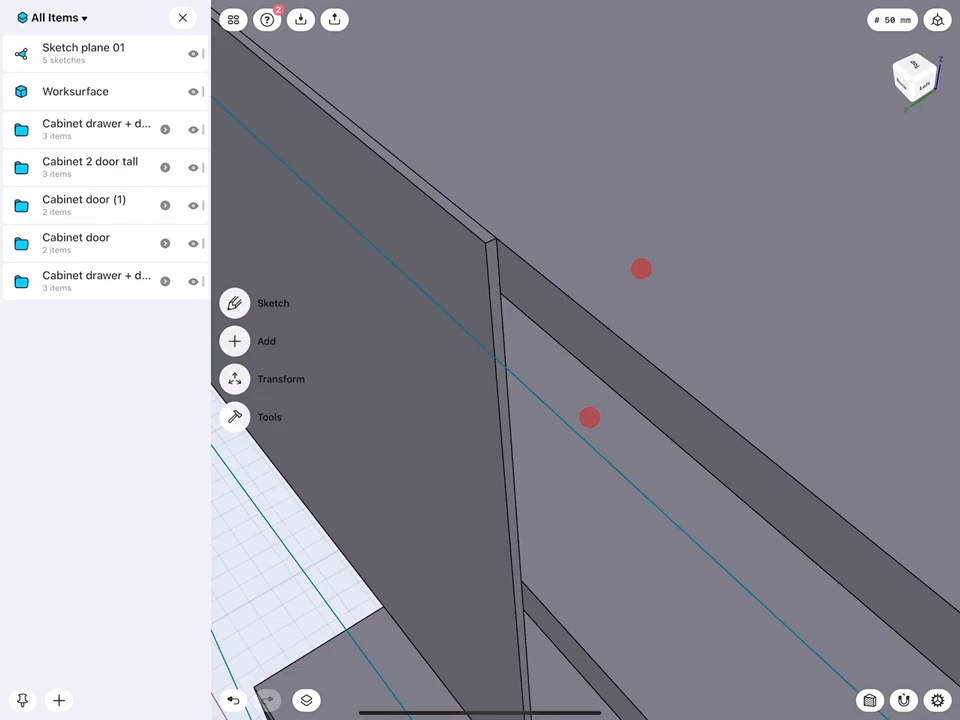 All Items ▾
2
# 50 mm
Sketch plane 01
5 sketches
Top
Z
Left
Y
Worksurface
Cabinet drawer + d...
3 items
Cabinet 2 door tall
3 items
Cabinet door (1)
2 items
Cabinet door
2 items
Cabinet drawer + d...
3 items
Sketch
Add
Transform
Tools